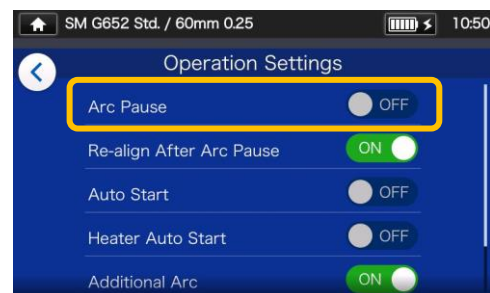 SM G652 Std. / 60mm 0.25 10:50
Operation Settings
Arc Pause OFF
Re-align After Arc Pause ON
Auto Start OFF
Heater Auto Start OFF
Additional Arc ON